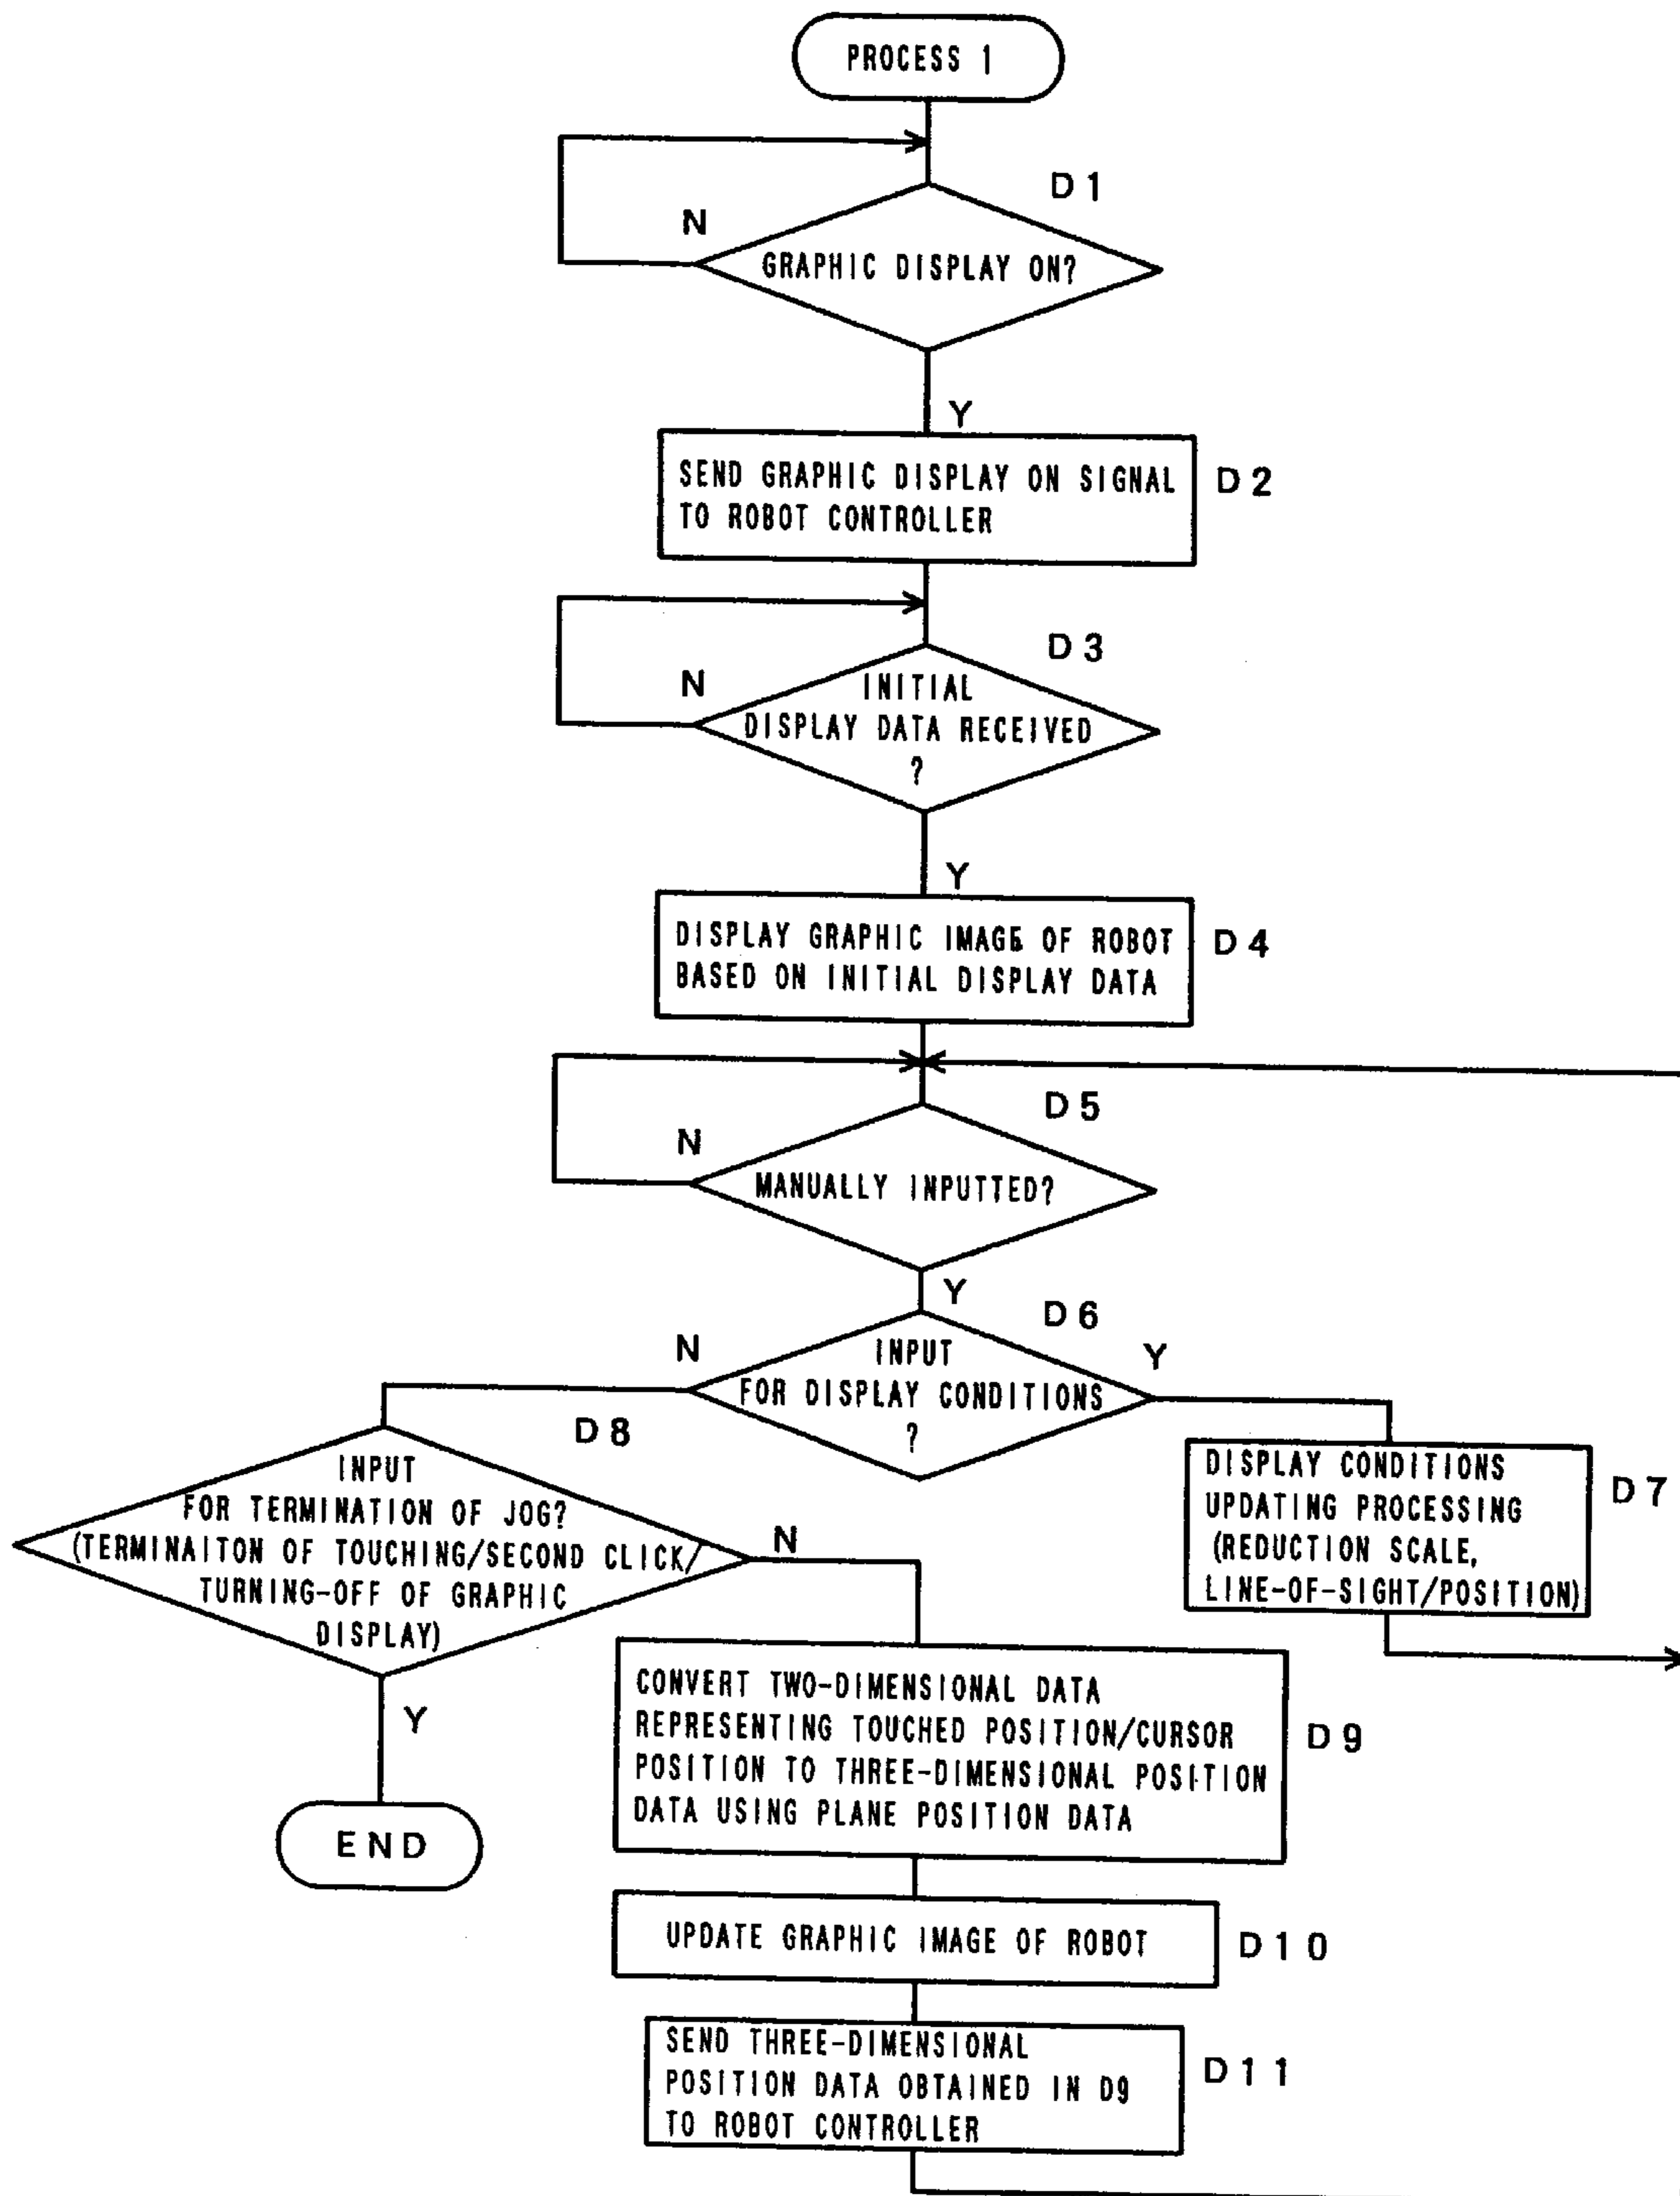 PROCESS 1
D1
N
GRAPHIC DISPLAY ON?
Y
SEND GRAPHIC DISPLAY ON SIGNAL
TO ROBOT CONTROLLER
D2
D3
N
INITIAL
DISPLAY DATA RECEIVED
?
Y
DISPLAY GRAPHIC IMAGE OF ROBOT
BASED ON INITIAL DISPLAY DATA
D4
D5
N
MANUALLY INPUTTED?
Y
D6
N
INPUT
FOR DISPLAY CONDITIONS
?
Y
DISPLAY CONDITIONS
UPDATING PROCESSING
(REDUCTION SCALE,
LINE-OF-SIGHT/POSITION)
D7
D8
INPUT
FOR TERMINATION OF JOG?
(TERMINAITON OF TOUCHING/SECOND CLICK/
TURNING-OFF OF GRAPHIC
DISPLAY)
N
Y
END
CONVERT TWO-DIMENSIONAL DATA
REPRESENTING TOUCHED POSITION/CURSOR
POSITION TO THREE-DIMENSIONAL POSITION
DATA USING PLANE POSITION DATA
D9
UPDATE GRAPHIC IMAGE OF ROBOT
D10
SEND THREE-DIMENSIONAL
POSITION DATA OBTAINED IN D9
TO ROBOT CONTROLLER
D11